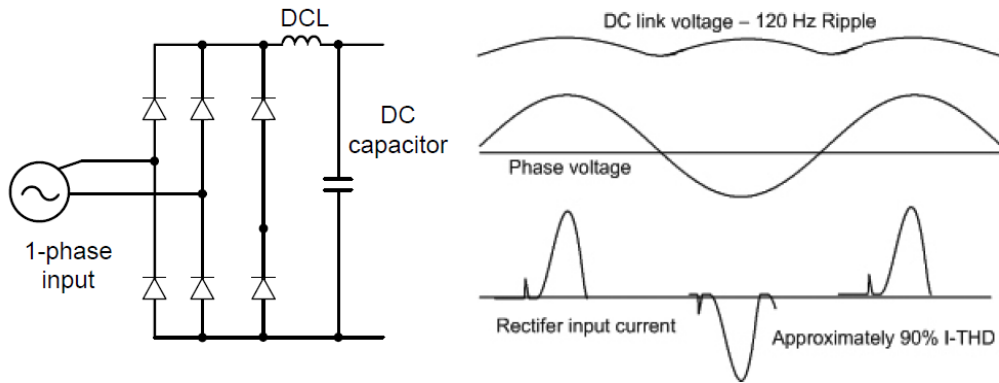 DCL
DC
capacitor
1-phase
input
DC link voltage – 120 Hz Ripple
Phase voltage
Rectifer input current
Approximately 90% I-THD